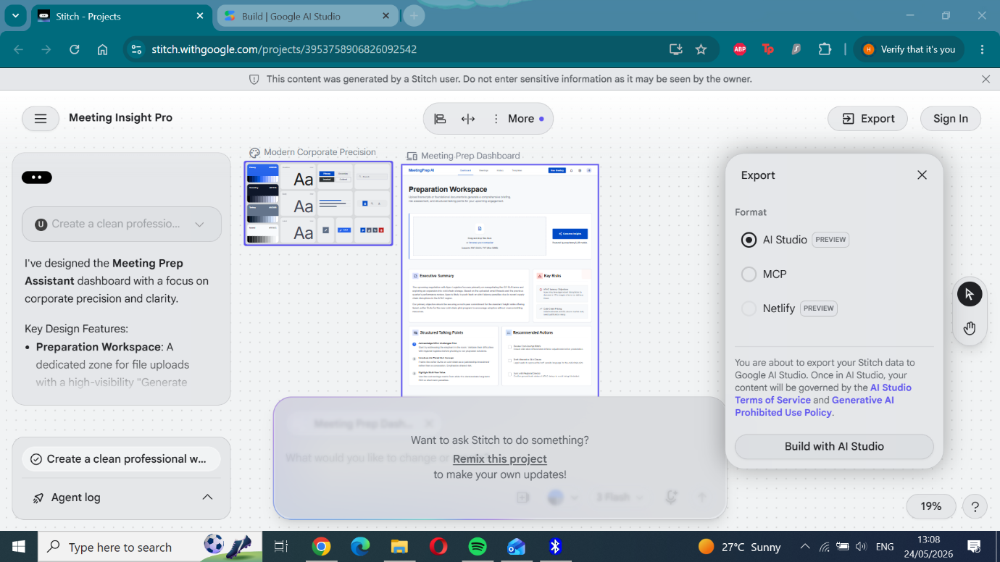 Stitch - Projects
Build | Google AI Studio
stitch.withgoogle.com/projects/3953758906826092542
ABP
Tp
H
Verify that it's you
This content was generated by a Stitch user. Do not enter sensitive information as it may be seen by the owner.
Meeting Insight Pro
More
Export
Sign In
U
Create a clean professio...
I've designed the Meeting Prep
Assistant dashboard with a focus on
corporate precision and clarity.
Key Design Features:
• Preparation Workspace: A
dedicated zone for file uploads
with a high-visibility "Generate
Create a clean professional w...
Agent log
Modern Corporate Precision
Aa
Aa
Aa
Meeting Prep Dashboard
MeetingPrep AI
Preparation Workspace
Executive Summary
Key Risks
Structured Talking Points
Recommended Actions
Meeting Prep Dash...
What would you like to change or
Want to ask Stitch to do something?
Remix this project
to make your own updates!
3 Flash
Export
Format
AI Studio PREVIEW
MCP
Netlify PREVIEW
You are about to export your Stitch data to
Google AI Studio. Once in AI Studio, your
content will be governed by the AI Studio
Terms of Service and Generative AI
Prohibited Use Policy.
Build with AI Studio
19%
?
Type here to search
27°C Sunny
ENG
13:08
24/05/2026